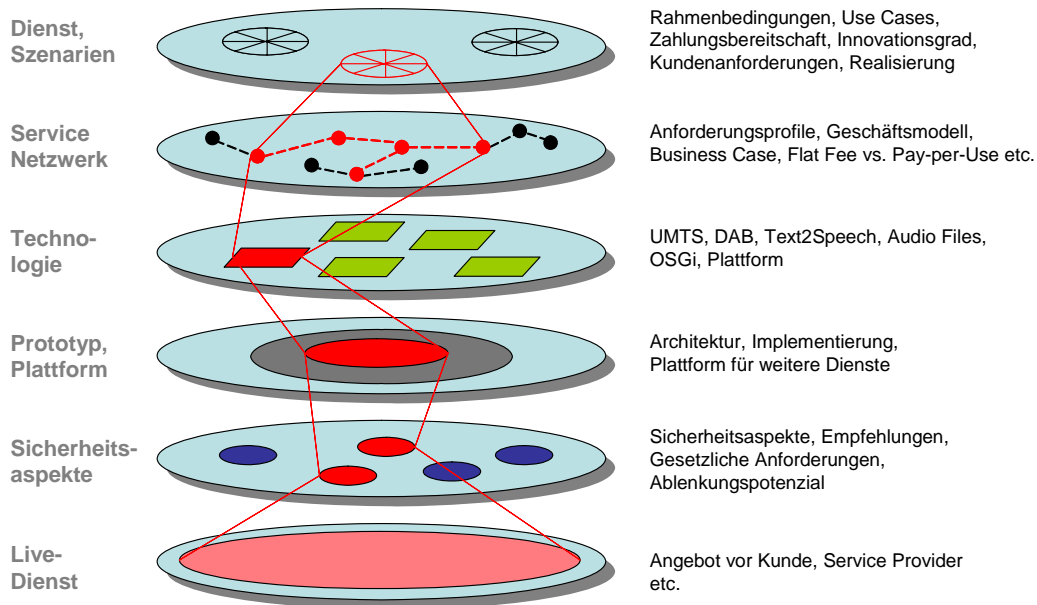 Dienst,
Szenarien
Rahmenbedingungen, Use Cases,
Zahlungsbereitschaft, Innovationsgrad,
Kundenanforderungen, Realisierung
Service
Netzwerk
Anforderungsprofile, Geschäftsmodell,
Business Case, Flat Fee vs. Pay-per-Use etc.
Techno-
logie
UMTS, DAB, Text2Speech, Audio Files,
OSGi, Plattform
Prototyp,
Plattform
Architektur, Implementierung,
Plattform für weitere Dienste
Sicherheits-
aspekte
Sicherheitsaspekte, Empfehlungen,
Gesetzliche Anforderungen,
Ablenkungspotenzial
Live-
Dienst
Angebot vor Kunde, Service Provider
etc.